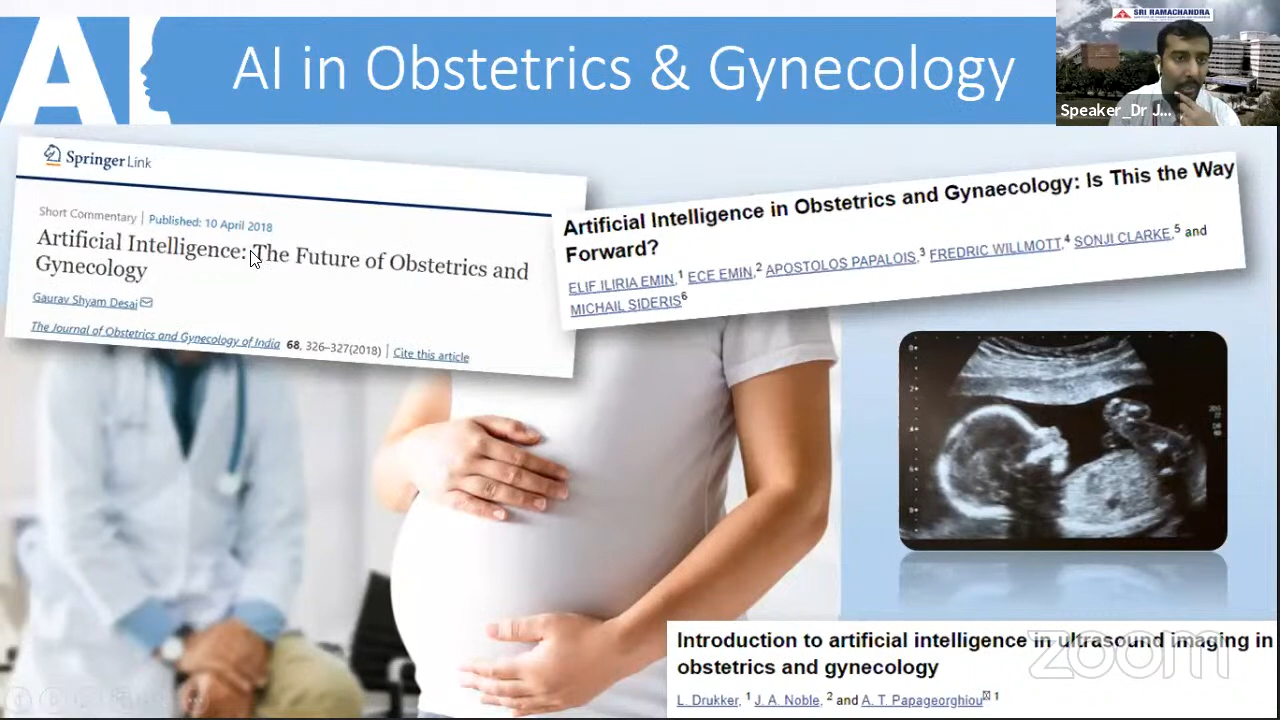 AI
AI in Obstetrics & Gynecology
SRI RAMACHANDRA
Speaker_Dr J...
Springer Link
Short Commentary | Published: 10 April 2018
Artificial Intelligence: The Future of Obstetrics and
Gynecology
Gaurav Shyam Desai
The Journal of Obstetrics and Gynecology of India 68, 326–327(2018) | Cite this article
Artificial Intelligence in Obstetrics and Gynaecology: Is This the Way
Forward?
ELIF ILIRIA EMIN,1 ECE EMIN,2 APOSTOLOS PAPALOIS,3 FREDRIC WILLMOTT,4 SONJI CLARKE,5 and
MICHAIL SIDERIS6
Introduction to artificial intelligence in ultrasound imaging in
obstetrics and gynecology
L. Drukker, 1 J. A. Noble, 2 and A. T. Papageorghiou 1
zoom